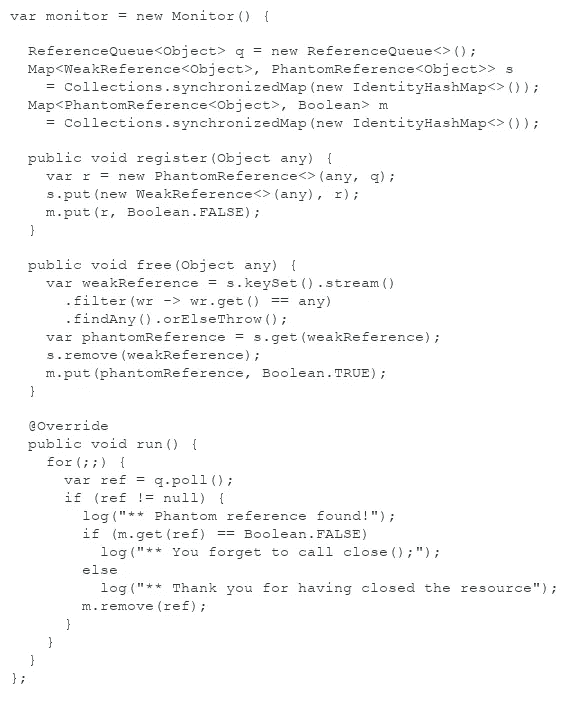 var monitor = new Monitor() {
ReferenceQueue<Object> q = new ReferenceQueue<>();
Map<WeakReference<Object>, PhantomReference<Object>> s
= Collections.synchronizedMap(new IdentityHashMap<>());
Map<PhantomReference<Object>, Boolean> m
= Collections.synchronizedMap(new IdentityHashMap<>());
public void register(Object any) {
var r = new PhantomReference<>(any, q);
s.put(new WeakReference<>(any), r);
m.put(r, Boolean.FALSE);
}
public void free(Object any) {
var weakReference = s.keySet().stream()
.filter(wr -> wr.get() == any)
.findAny().orElseThrow();
var phantomReference = s.get(weakReference);
s.remove(weakReference);
m.put(phantomReference, Boolean.TRUE);
}
@Override
public void run() {
for(;;) {
var ref = q.poll();
if (ref != null) {
log("** Phantom reference found!");
if (m.get(ref) == Boolean.FALSE)
log("** You forget to call close();");
else
log("** Thank you for having closed the resource");
m.remove(ref);
}
}
}
};